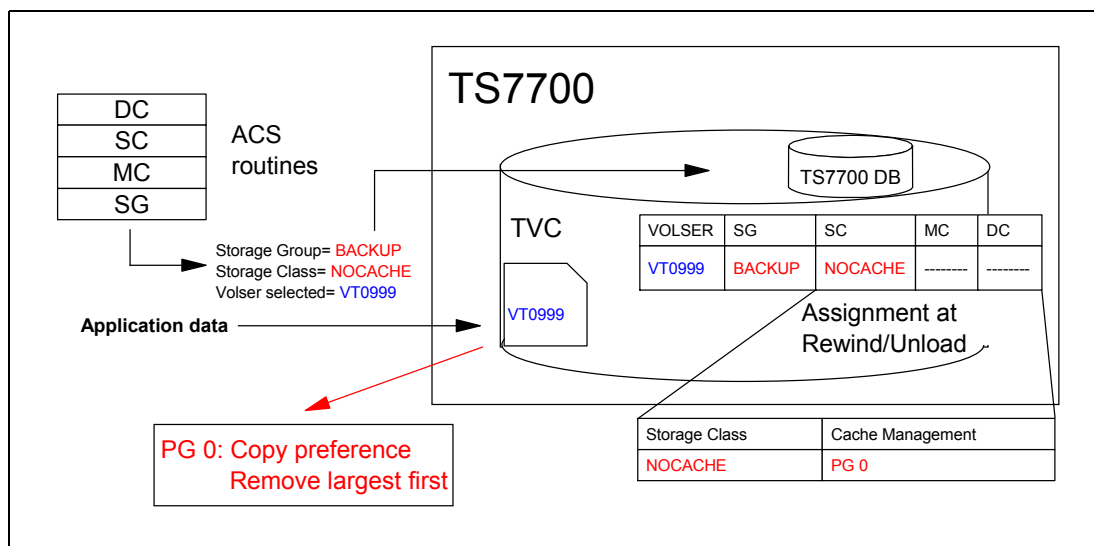 TS7700
DC
SC
MC
SG
ACS
routines
TS7700 DB
TVC
Storage Group= BACKUP
Storage Class= NOCACHE
Volser selected= VT0999
VOLSER SG SC MC DC
VT0999 BACKUP NOCACHE -------- --------
Application data
VT0999
Assignment at
Rewind/Unload
PG 0: Copy preference
Remove largest first
Storage Class Cache Management
NOCACHE PG 0